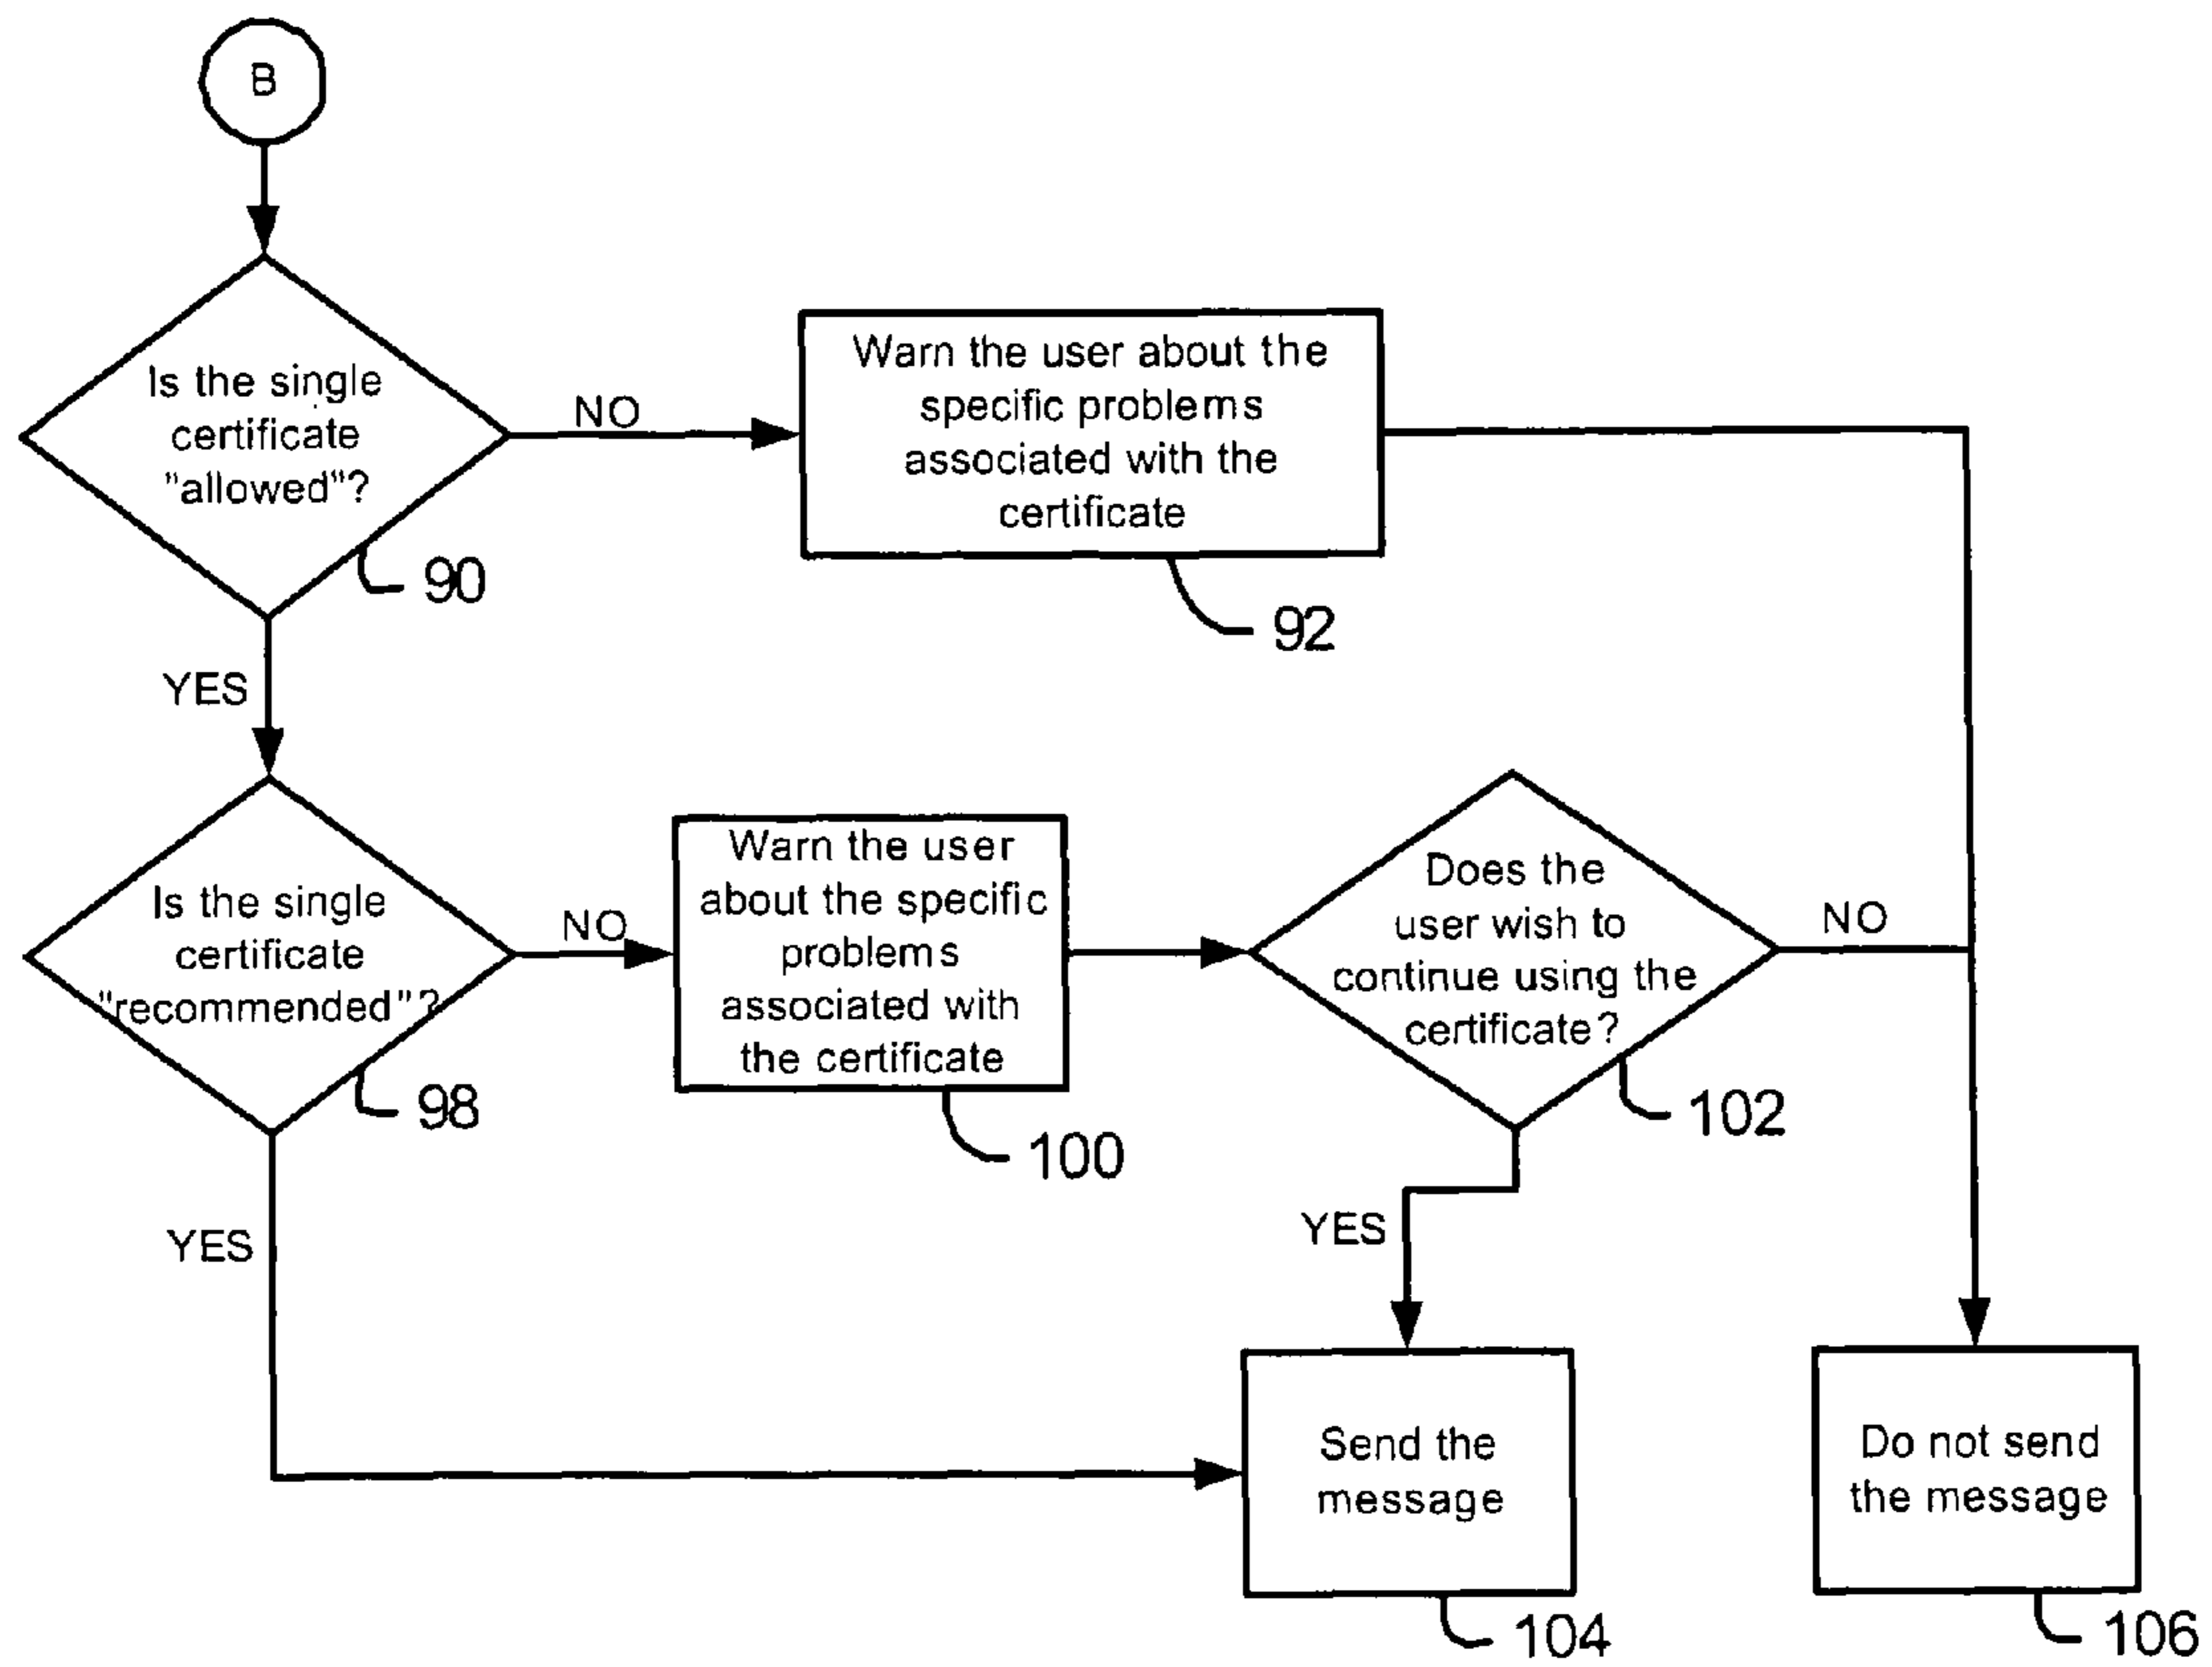 B
Is the single
certificate
"allowed"?
NO
Warn the user about the
specific problems
associated with the
certificate
90
92
YES
Is the single
certificate
"recommended"?
NO
Warn the user
about the specific
problems
associated with
the certificate
Does the
user wish to
continue using the
certificate?
NO
98
100
102
YES
YES
Send the
message
Do not send
the message
104
106